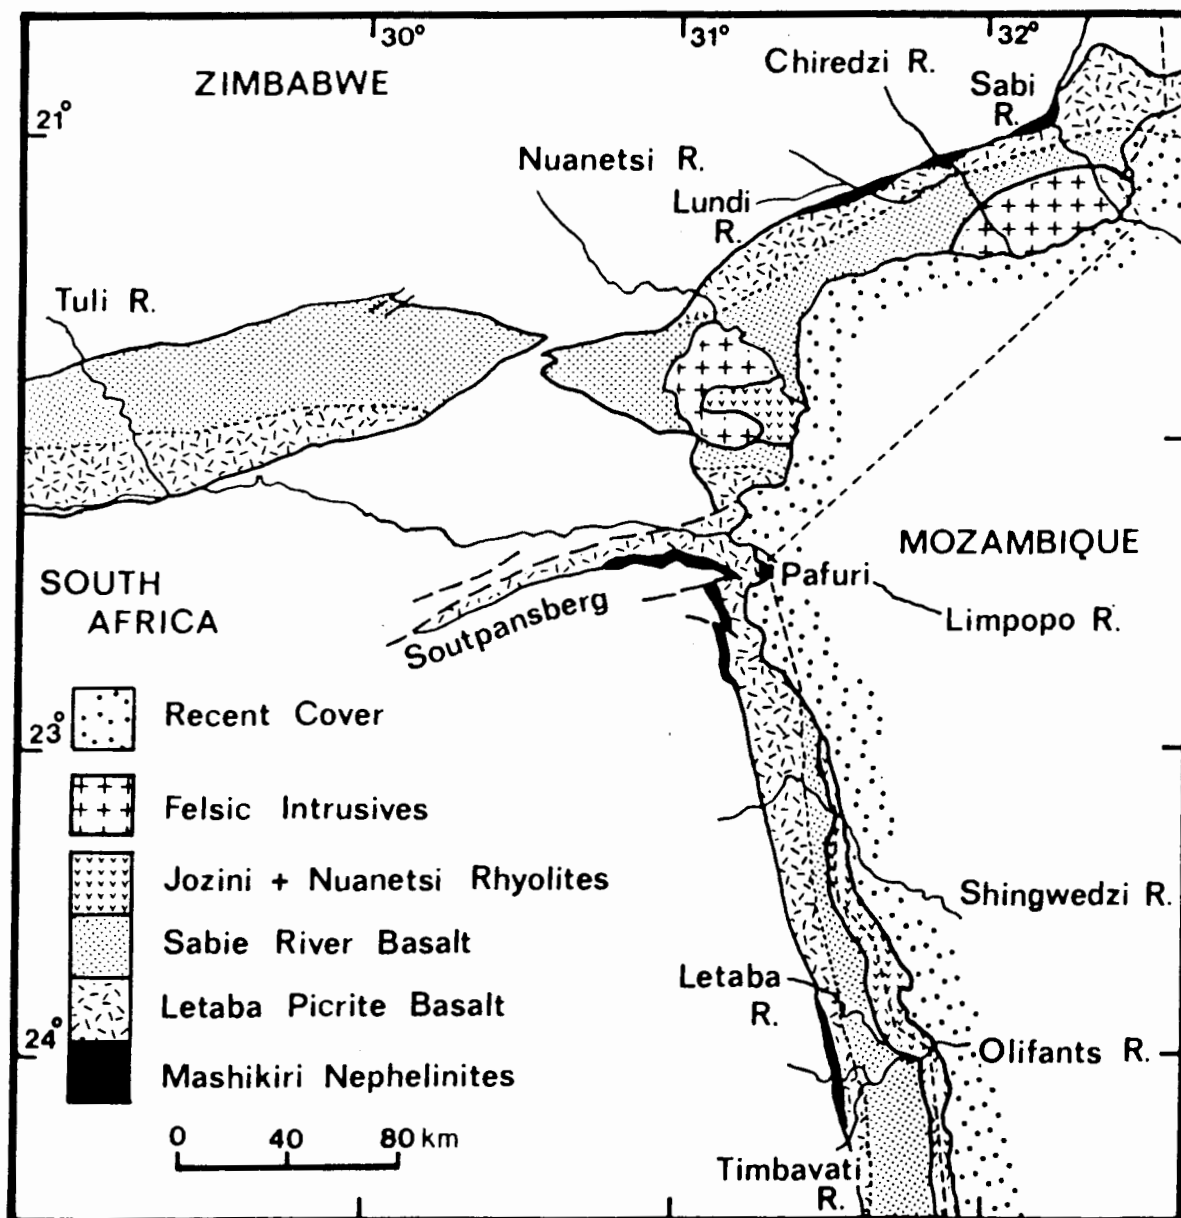 30°
31°
32°
ZIMBABWE
Chiredzi R.
Sabi
R.
21°
Nuanetsi R.
Lundi
R.
Tuli R.
MOZAMBIQUE
Pafuri
SOUTH
AFRICA
Limpopo R.
Soutpansberg
Recent Cover
23°
Felsic Intrusives
Jozini + Nuanetsi Rhyolites
Shingwedzi R.
Sabie River Basalt
Letaba
R.
Letaba Picrite Basalt
24°
Olifants R.
Mashikiri Nephelinites
0 40 80 km
Timbavati
R.